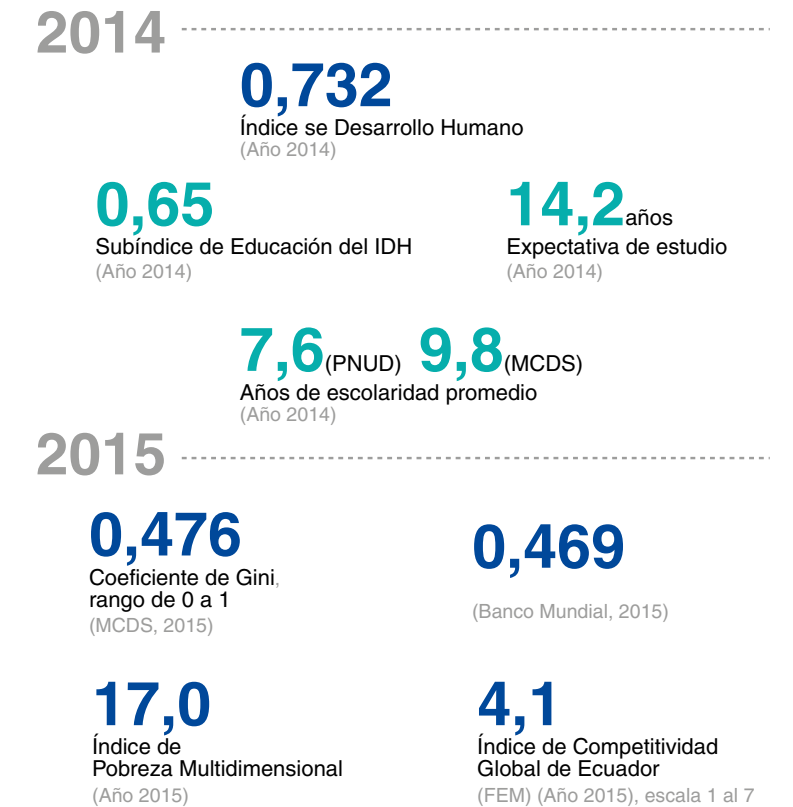 2014
0,732
Índice se Desarrollo Humano
(Año 2014)
0,65
Subíndice de Educación del IDH
(Año 2014)
14,2 años
Expectativa de estudio
(Año 2014)
7,6 (PNUD) 9,8 (MCDS)
Años de escolaridad promedio
(Año 2014)
2015
0,476
Coeficiente de Gini,
rango de 0 a 1
(MCDS, 2015)
0,469
(Banco Mundial, 2015)
17,0
Índice de
Pobreza Multidimensional
(Año 2015)
4,1
Índice de Competitividad
Global de Ecuador
(FEM) (Año 2015), escala 1 al 7